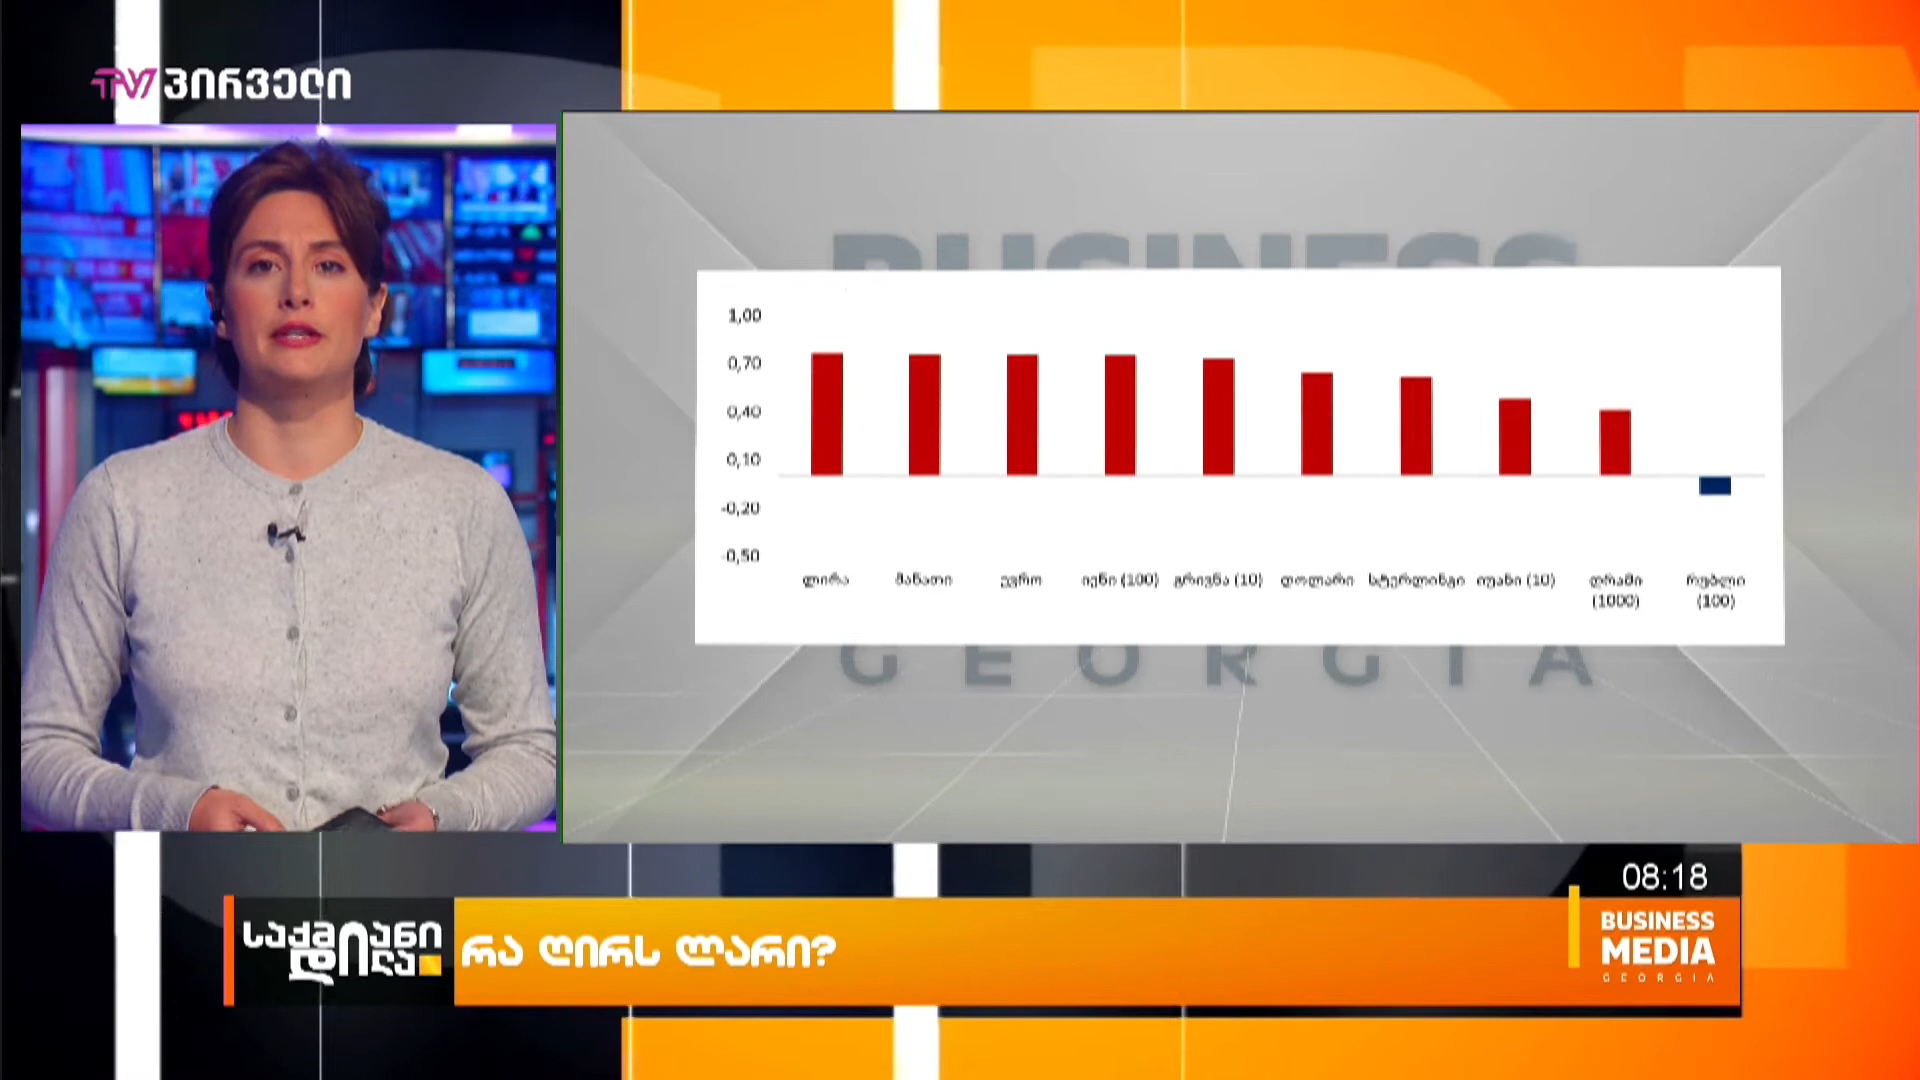 TV პირველი
BUSINESS
GEORGIA
1,00
0,70
0,40
0,10
-0,20
-0,50
ლირა
მანათი
ევრო
იენი (100)
გრივნა (10)
დოლარი
სტერლინგი
იუანი (10)
დრამი
(1000)
რუბლი
(100)
08:18
საქმიანი
დილა
რა ღირს ლარი?
BUSINESS
MEDIA
GEORGIA